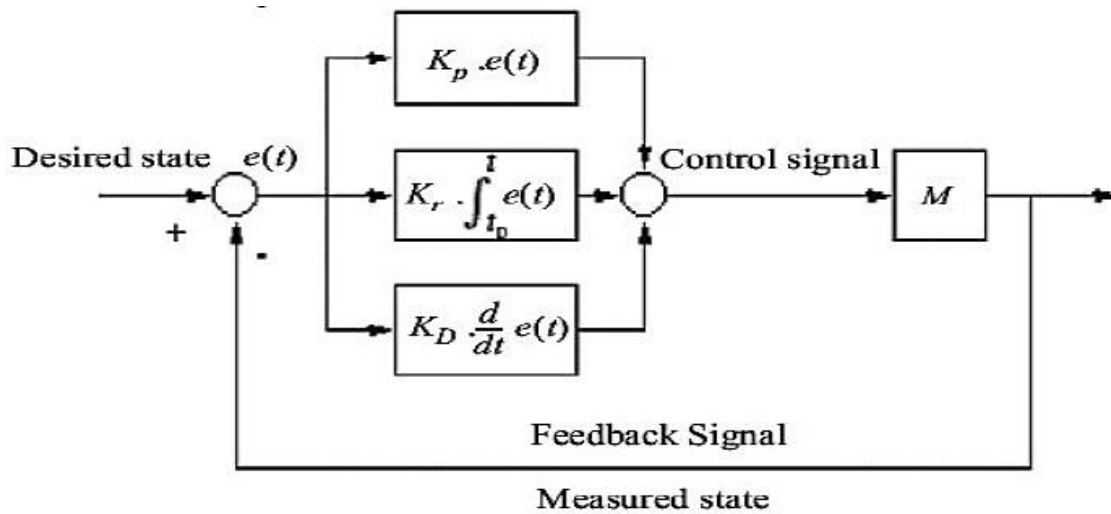 K_p .e(t)
Desired state
e(t)
Control signal
K_r . ∫_{t_0}^{t} e(t)
M
+
-
K_D . d/dt e(t)
Feedback Signal
Measured state